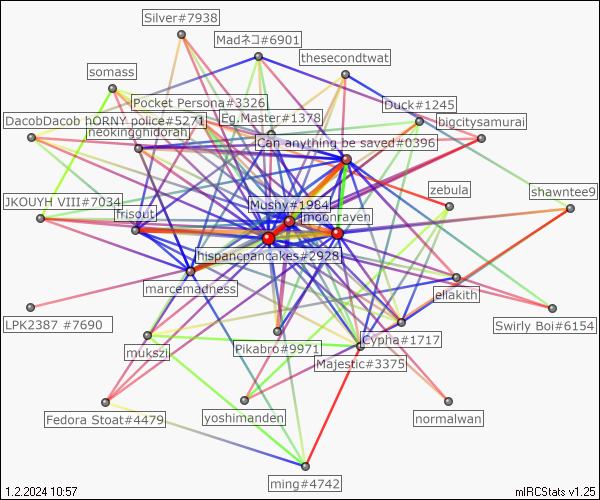 Silver#7938
Madネコ#6901
thesecondtwat
somass
Pocket Persona#3326
Duck#1245
DacobDacob hORNY police#5271
Eg.Master#1378
bigcitysamurai
neokingghidorah
Can anything be saved#0396
zebula
shawntee9
JKOUYH VIII#7034
Mushy#1984
frisout
moonraven
hispancpancakes#2928
marcemadness
ellakith
LPK2387 #7690
Swirly Boi#6154
Cypha#1717
mukszi
Pikabro#9971
Majestic#3375
Fedora Stoat#4479
yoshimanden
normalwan
ming#4742
1.2.2024 10:57
mIRCStats v1.25